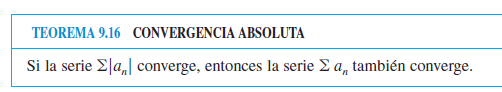 TEOREMA 9.16 CONVERGENCIA ABSOLUTA
Si la serie Σ|aₙ| converge, entonces la serie Σ aₙ también converge.